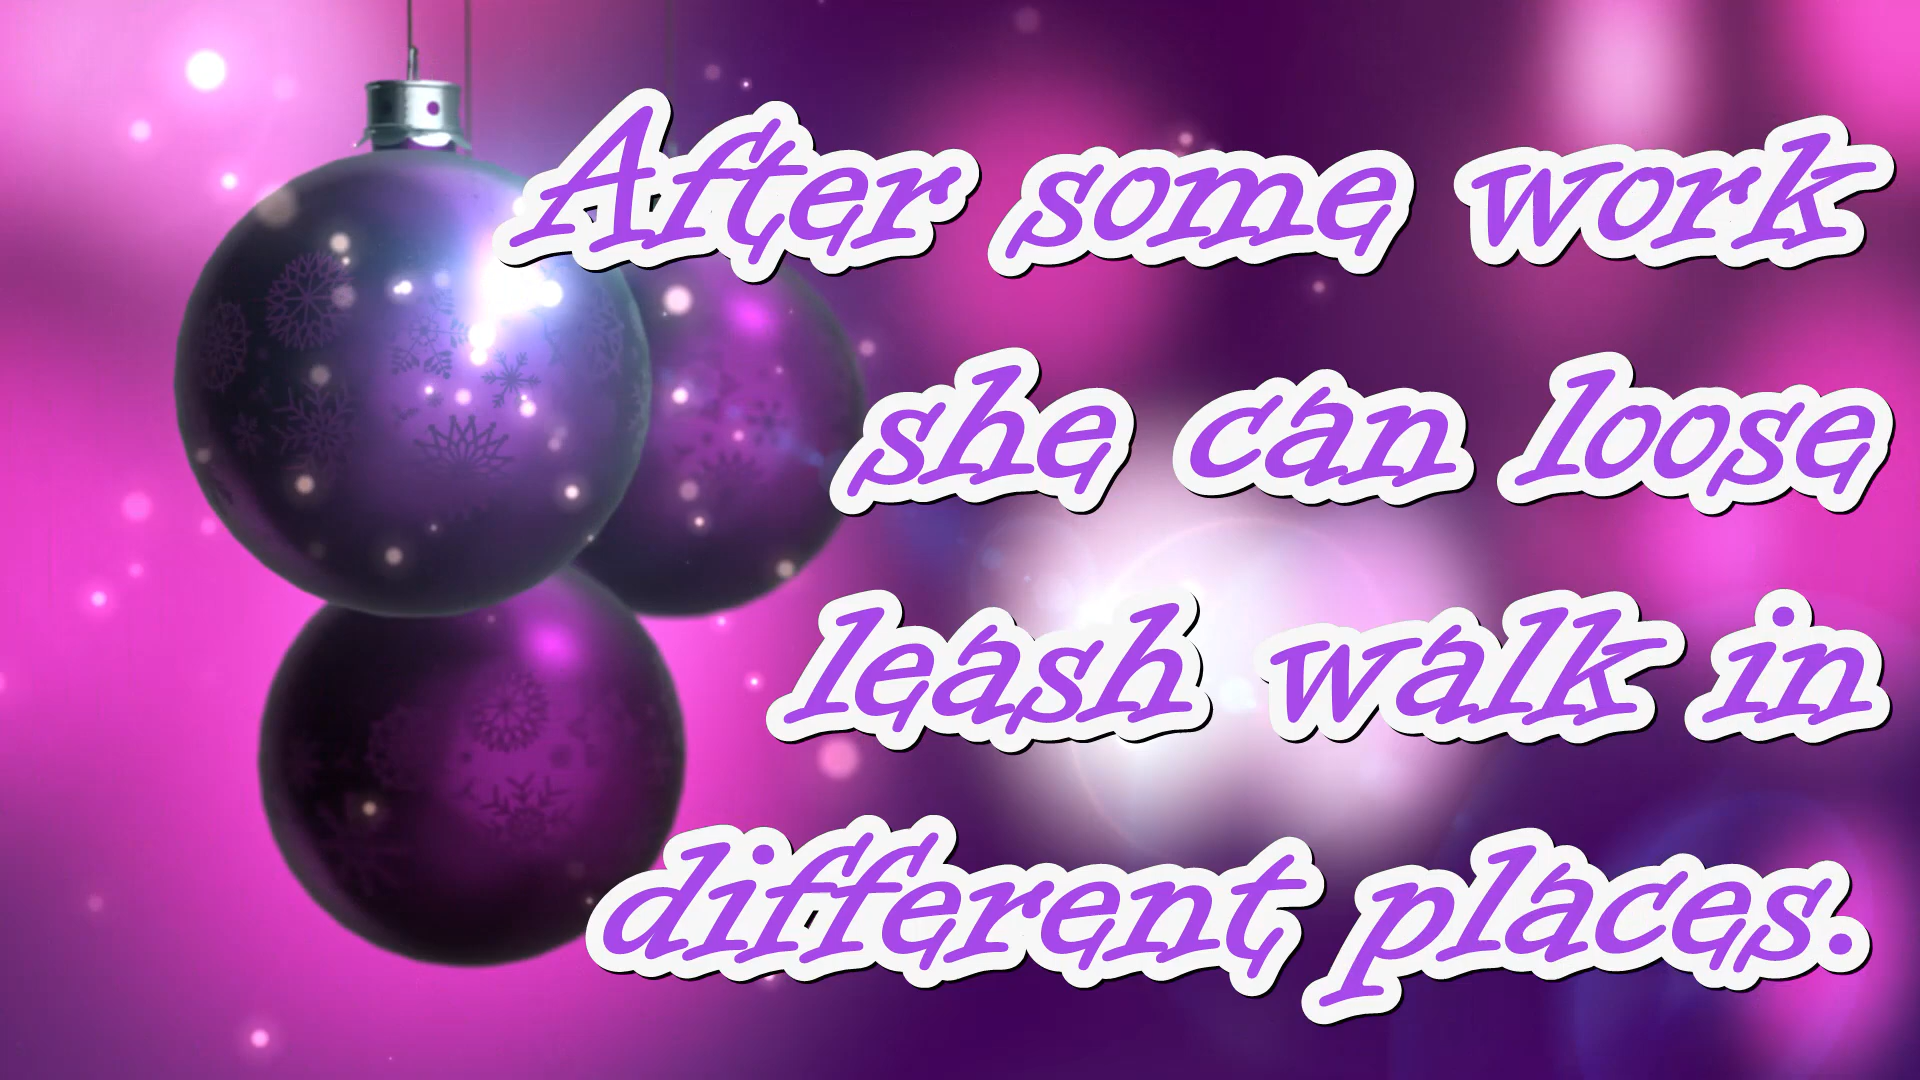 After some work
she can loose
leash walk in
different places.